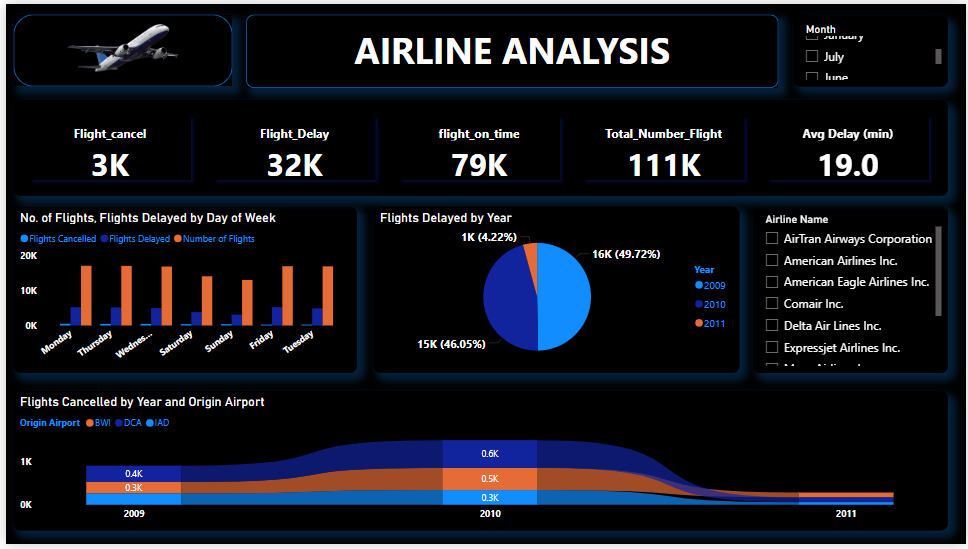 AIRLINE ANALYSIS
Month
January
July
June
Flight_cancel
3K
Flight_Delay
32K
flight_on_time
79K
Total_Number_Flight
111K
Avg Delay (min)
19.0
No. of Flights, Flights Delayed by Day of Week
Flights Cancelled Flights Delayed Number of Flights
20K
10K
0K
Monday
Thursday
Wednes...
Saturday
Sunday
Friday
Tuesday
Flights Delayed by Year
1K (4.22%)
16K (49.72%)
15K (46.05%)
Year
2009
2010
2011
Airline Name
AirTran Airways Corporation
American Airlines Inc.
American Eagle Airlines Inc.
Comair Inc.
Delta Air Lines Inc.
Expressjet Airlines Inc.
Flights Cancelled by Year and Origin Airport
Origin Airport BWI DCA IAD
1K
0K
0.4K
0.3K
0.6K
0.5K
0.3K
2009
2010
2011